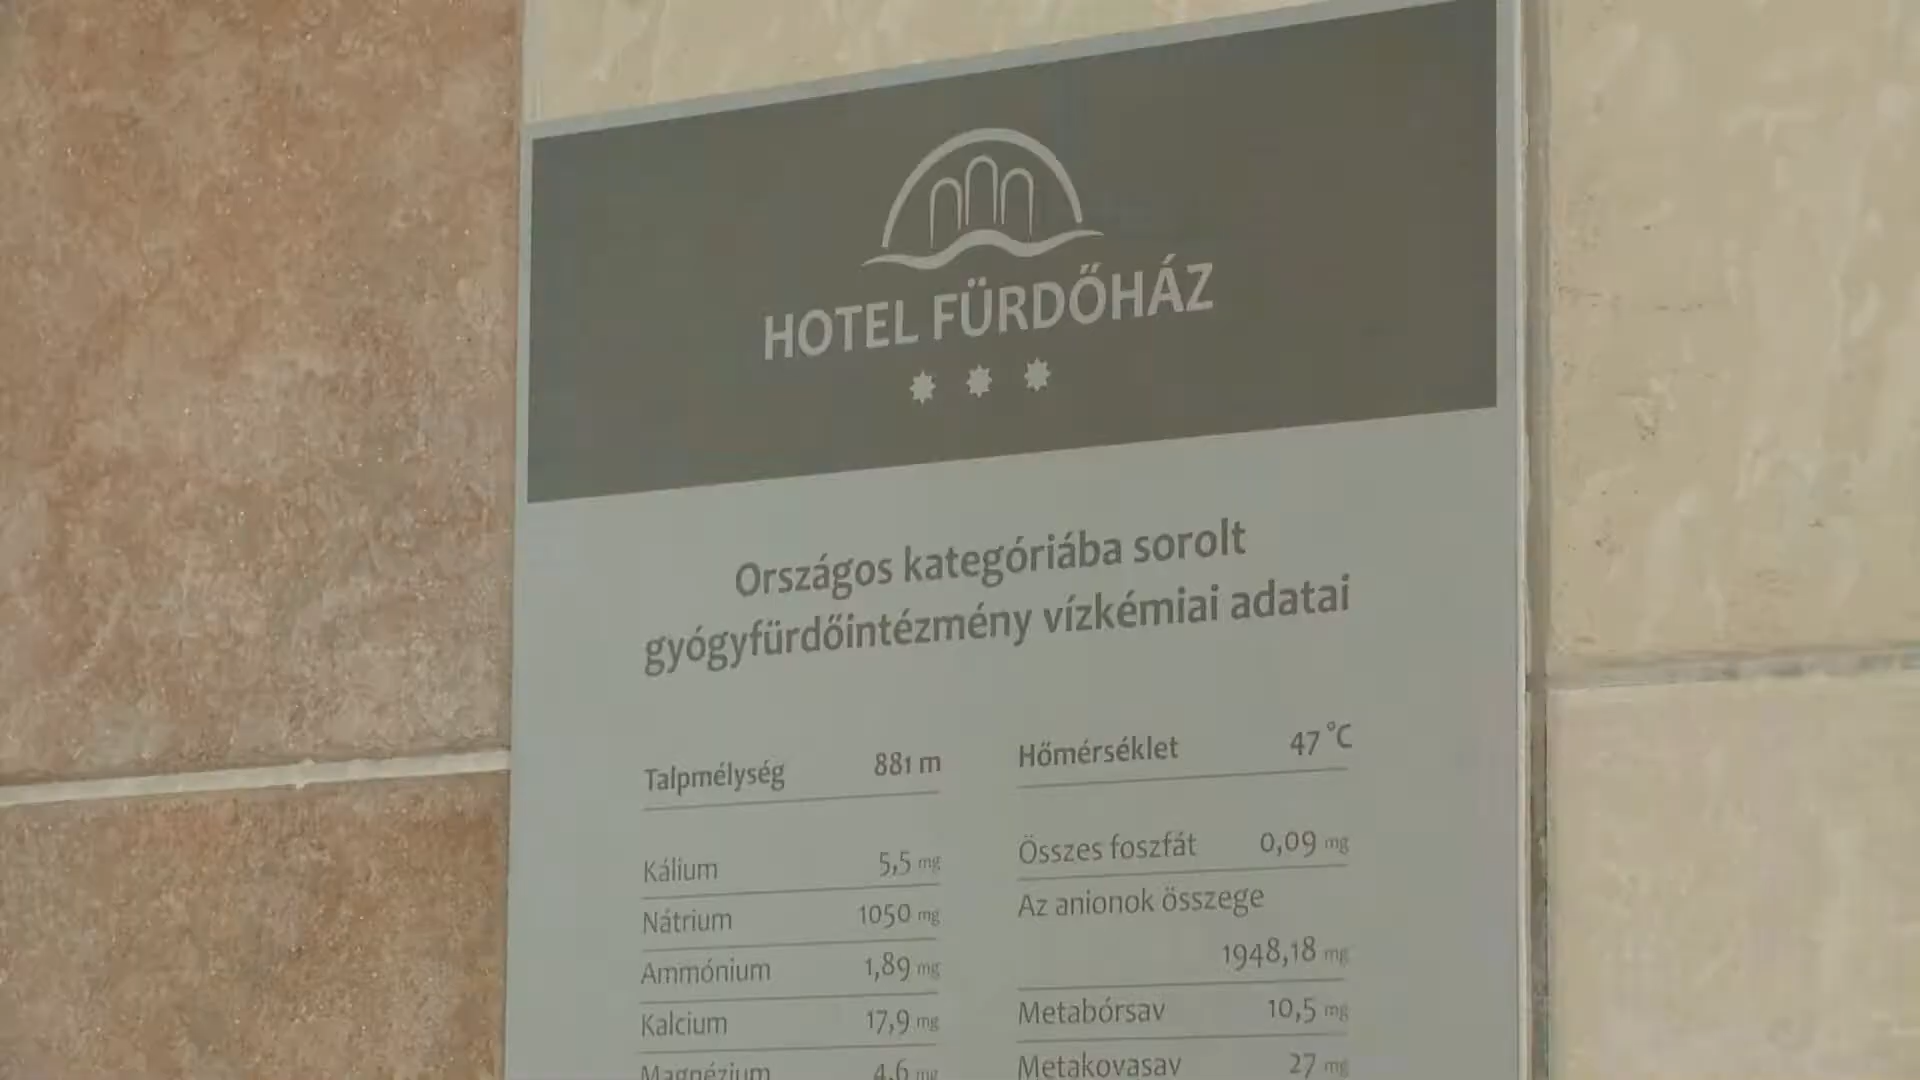 HOTEL FÜRDŐHÁZ
Országos kategóriába sorolt
gyógyfürdőintézmény vízkémiai adatai
Talpmélység 881 m
Kálium 5,5 mg
Nátrium 1050 mg
Ammónium 1,89 mg
Kalcium 17,9 mg
Magnézium 4,6 mg
Hőmérséklet 47 °C
Összes foszfát 0,09 mg
Az anionok összege
1948,18 mg
Metabórsav 10,5 mg
Metakovasav 27 mg